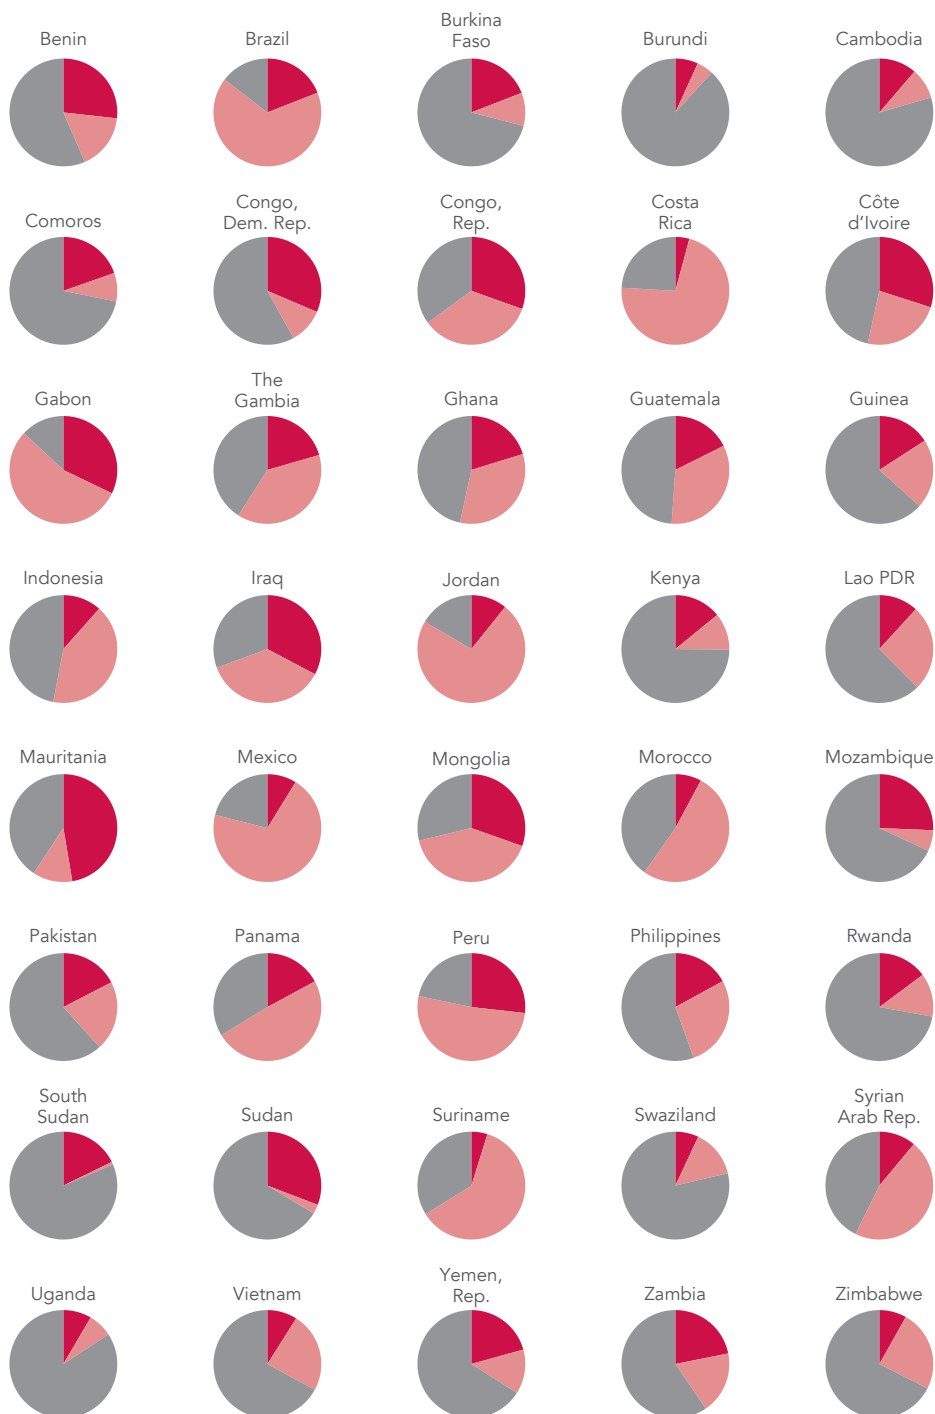 Benin
Brazil
Burkina
Faso
Burundi
Cambodia
Comoros
Congo,
Dem. Rep.
Congo,
Rep.
Costa
Rica
Côte
d’Ivoire
Gabon
The
Gambia
Ghana
Guatemala
Guinea
Indonesia
Iraq
Jordan
Kenya
Lao PDR
Mauritania
Mexico
Mongolia
Morocco
Mozambique
Pakistan
Panama
Peru
Philippines
Rwanda
South
Sudan
Sudan
Suriname
Swaziland
Syrian
Arab Rep.
Uganda
Vietnam
Yemen,
Rep.
Zambia
Zimbabwe